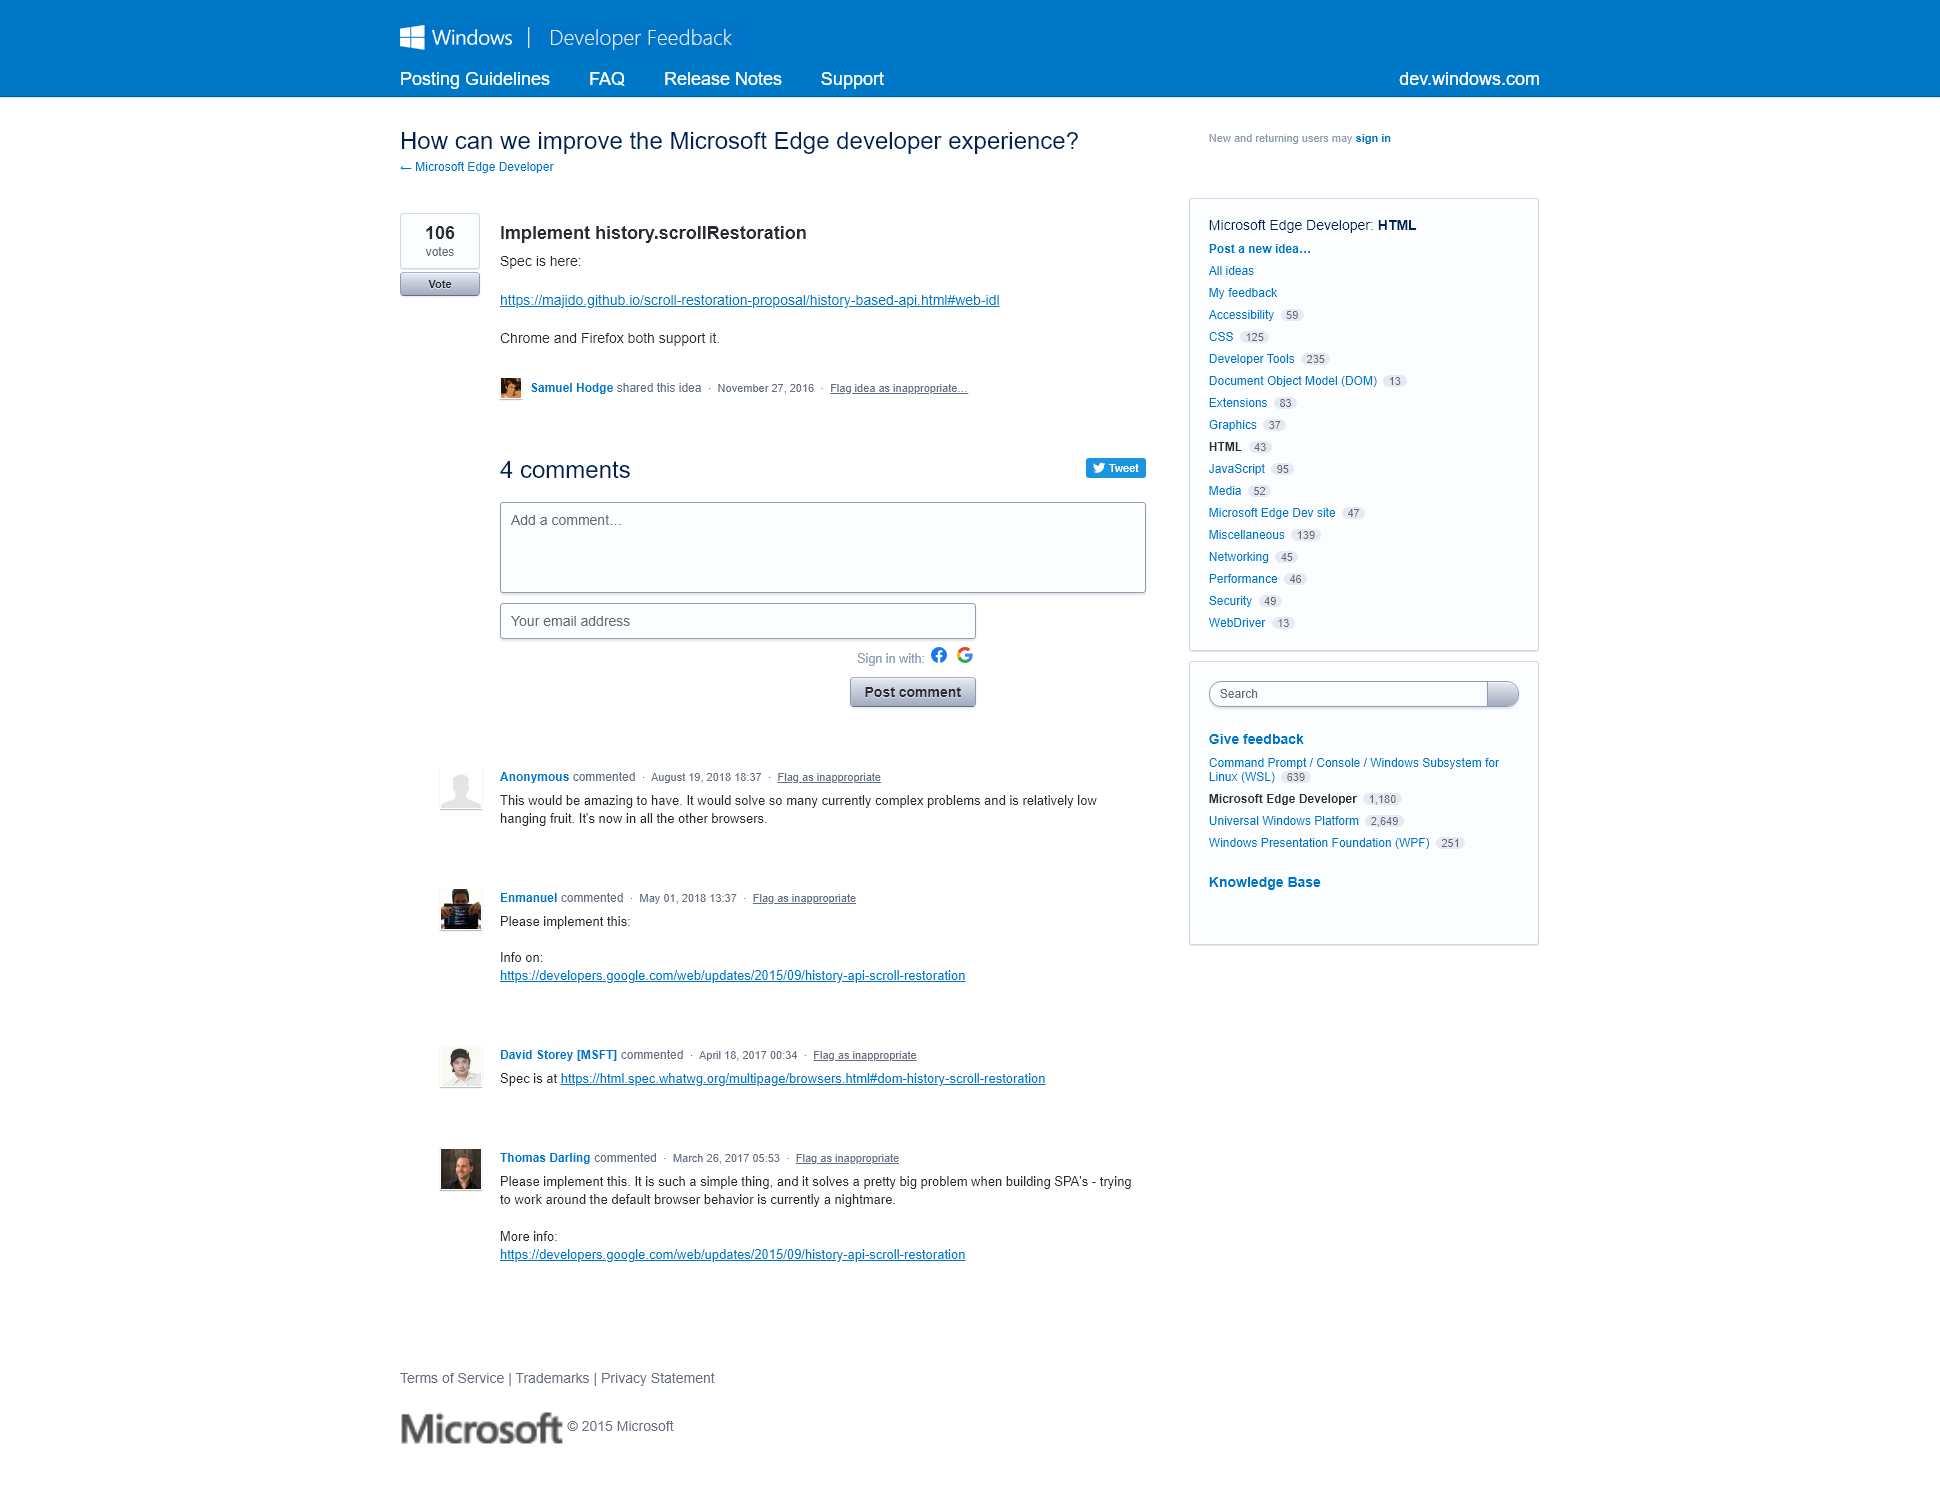 Windows | Developer Feedback
Posting Guidelines FAQ Release Notes Support dev.windows.com
How can we improve the Microsoft Edge developer experience?
← Microsoft Edge Developer
New and returning users may sign in
106
votes
Vote
Implement history.scrollRestoration
Spec is here:
https://majido.github.io/scroll-restoration-proposal/history-based-api.html#web-idl
Chrome and Firefox both support it.
Samuel Hodge shared this idea · November 27, 2016 · Flag idea as inappropriate…
4 comments
Tweet
Add a comment…
Your email address
Sign in with:
Post comment
Anonymous commented · August 19, 2018 18:37 · Flag as inappropriate
This would be amazing to have. It would solve so many currently complex problems and is relatively low
hanging fruit. It's now in all the other browsers.
Enmanuel commented · May 01, 2018 13:37 · Flag as inappropriate
Please implement this:
Info on:
https://developers.google.com/web/updates/2015/09/history-api-scroll-restoration
David Storey [MSFT] commented · April 18, 2017 00:34 · Flag as inappropriate
Spec is at https://html.spec.whatwg.org/multipage/browsers.html#dom-history-scroll-restoration
Thomas Darling commented · March 26, 2017 05:53 · Flag as inappropriate
Please implement this. It is such a simple thing, and it solves a pretty big problem when building SPA's - trying
to work around the default browser behavior is currently a nightmare.
More info:
https://developers.google.com/web/updates/2015/09/history-api-scroll-restoration
Microsoft Edge Developer: HTML
Post a new idea…
All ideas
My feedback
Accessibility 59
CSS 125
Developer Tools 235
Document Object Model (DOM) 13
Extensions 83
Graphics 37
HTML 43
JavaScript 95
Media 52
Microsoft Edge Dev site 47
Miscellaneous 139
Networking 45
Performance 46
Security 49
WebDriver 13
Search
Give feedback
Command Prompt / Console / Windows Subsystem for
Linux (WSL) 639
Microsoft Edge Developer 1,180
Universal Windows Platform 2,649
Windows Presentation Foundation (WPF) 251
Knowledge Base
Terms of Service | Trademarks | Privacy Statement
Microsoft © 2015 Microsoft